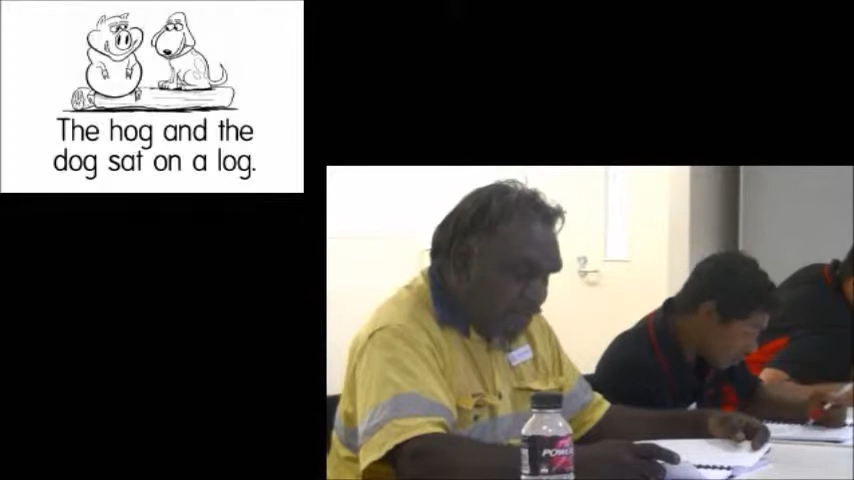 The hog and the
dog sat on a log.
POWER